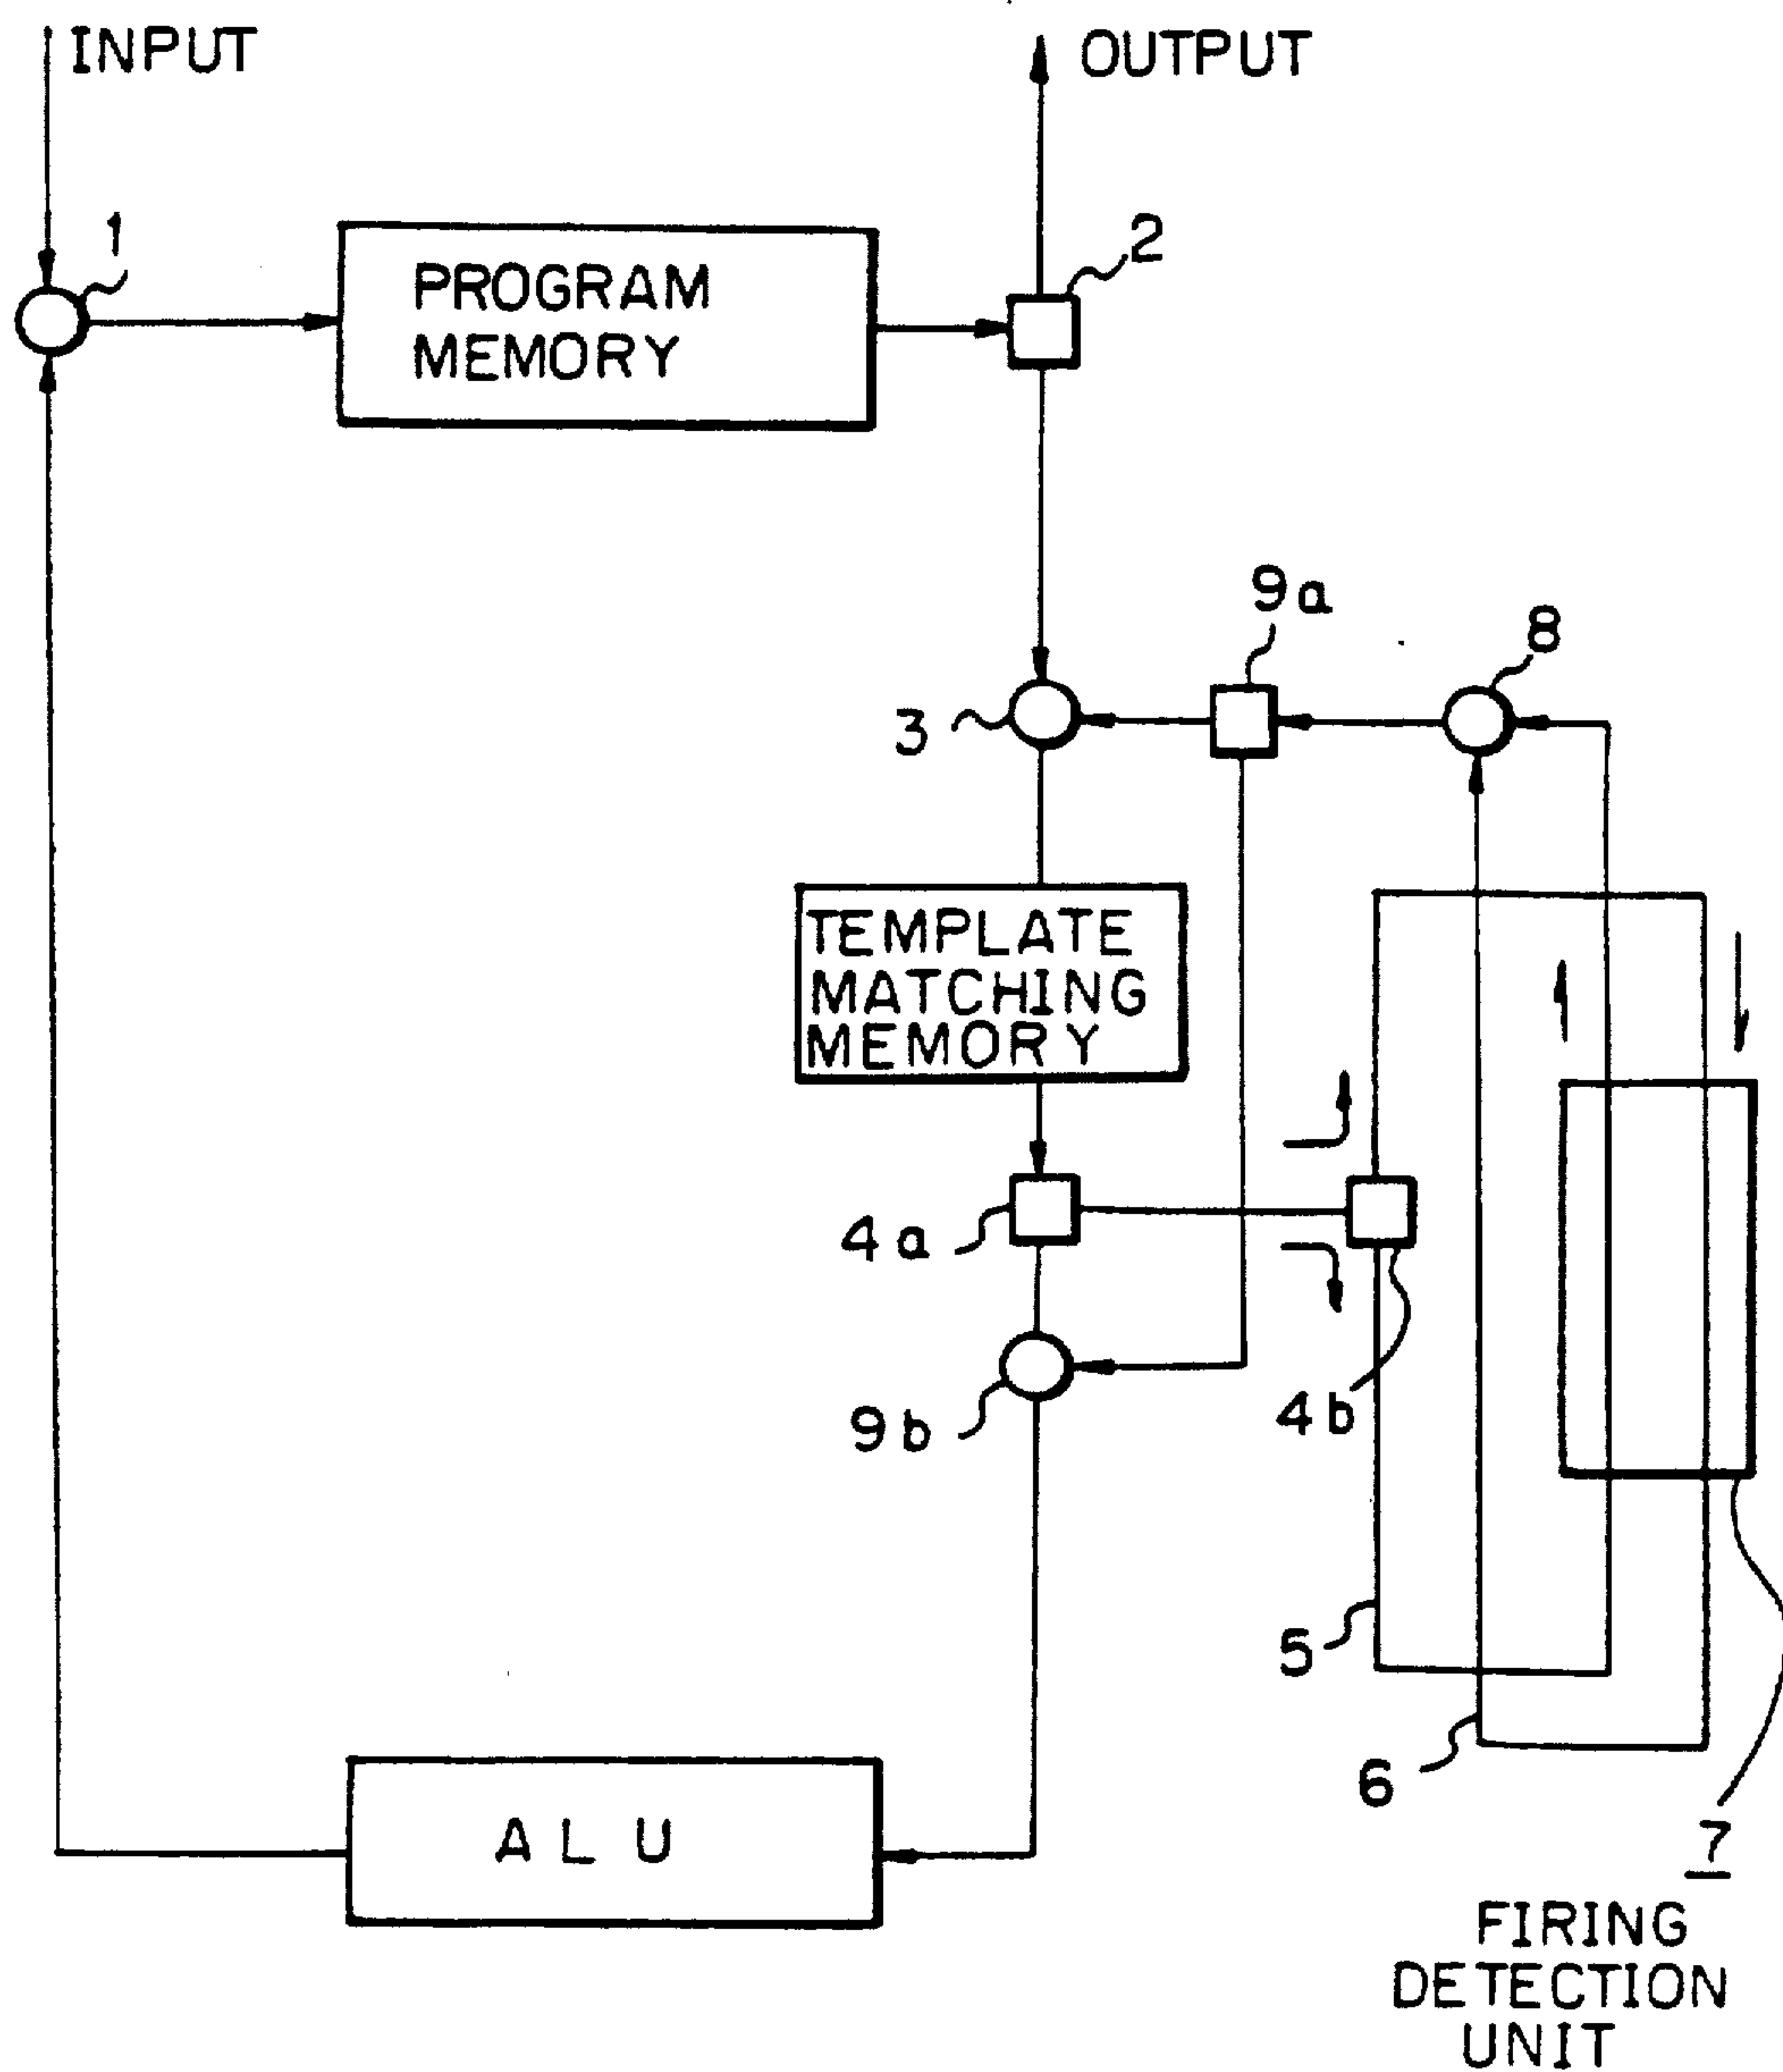 INPUT
OUTPUT
1
2
PROGRAM
MEMORY
9a
8
3
TEMPLATE
MATCHING
MEMORY
4a
4b
9b
5
6
ALU
7
FIRING
DETECTION
UNIT